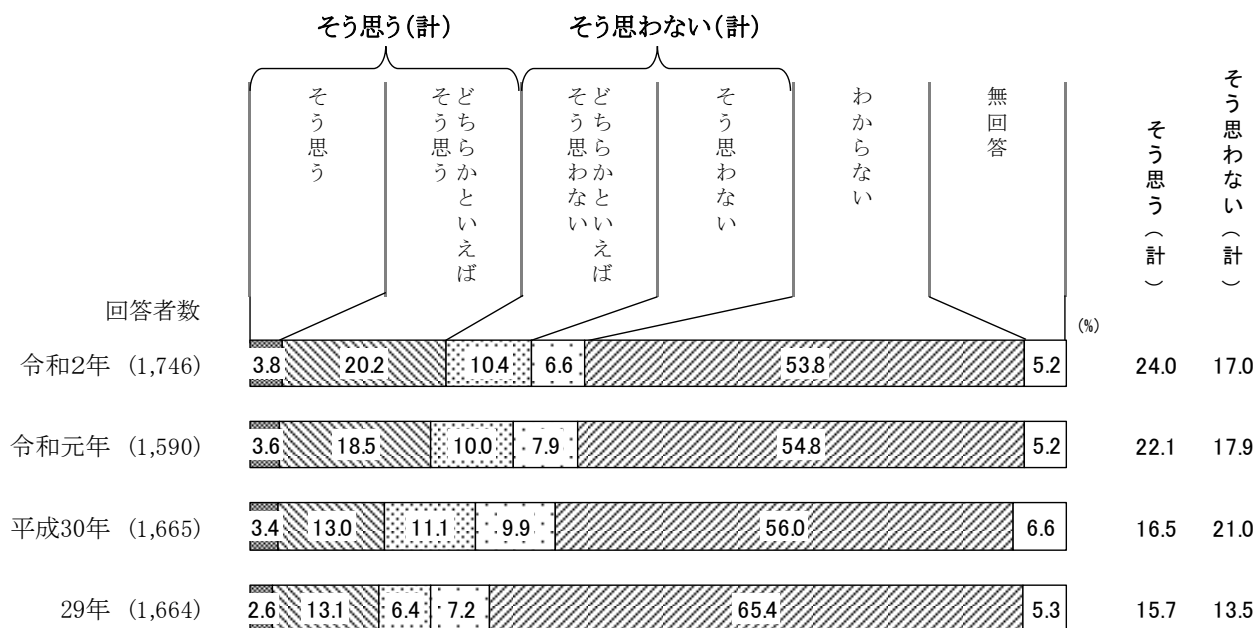 そう思う(計) そう思わない(計)
そう思う
どちらかといえば
そう思う
どちらかといえば
そう思わない
そう思わない
わからない
無回答
そう思う(計)
そう思わない(計)
回答者数
(%)
令和2年 (1,746) 3.8 20.2 10.4 6.6 53.8 5.2 24.0 17.0
令和元年 (1,590) 3.6 18.5 10.0 7.9 54.8 5.2 22.1 17.9
平成30年 (1,665) 3.4 13.0 11.1 9.9 56.0 6.6 16.5 21.0
29年 (1,664) 2.6 13.1 6.4 7.2 65.4 5.3 15.7 13.5